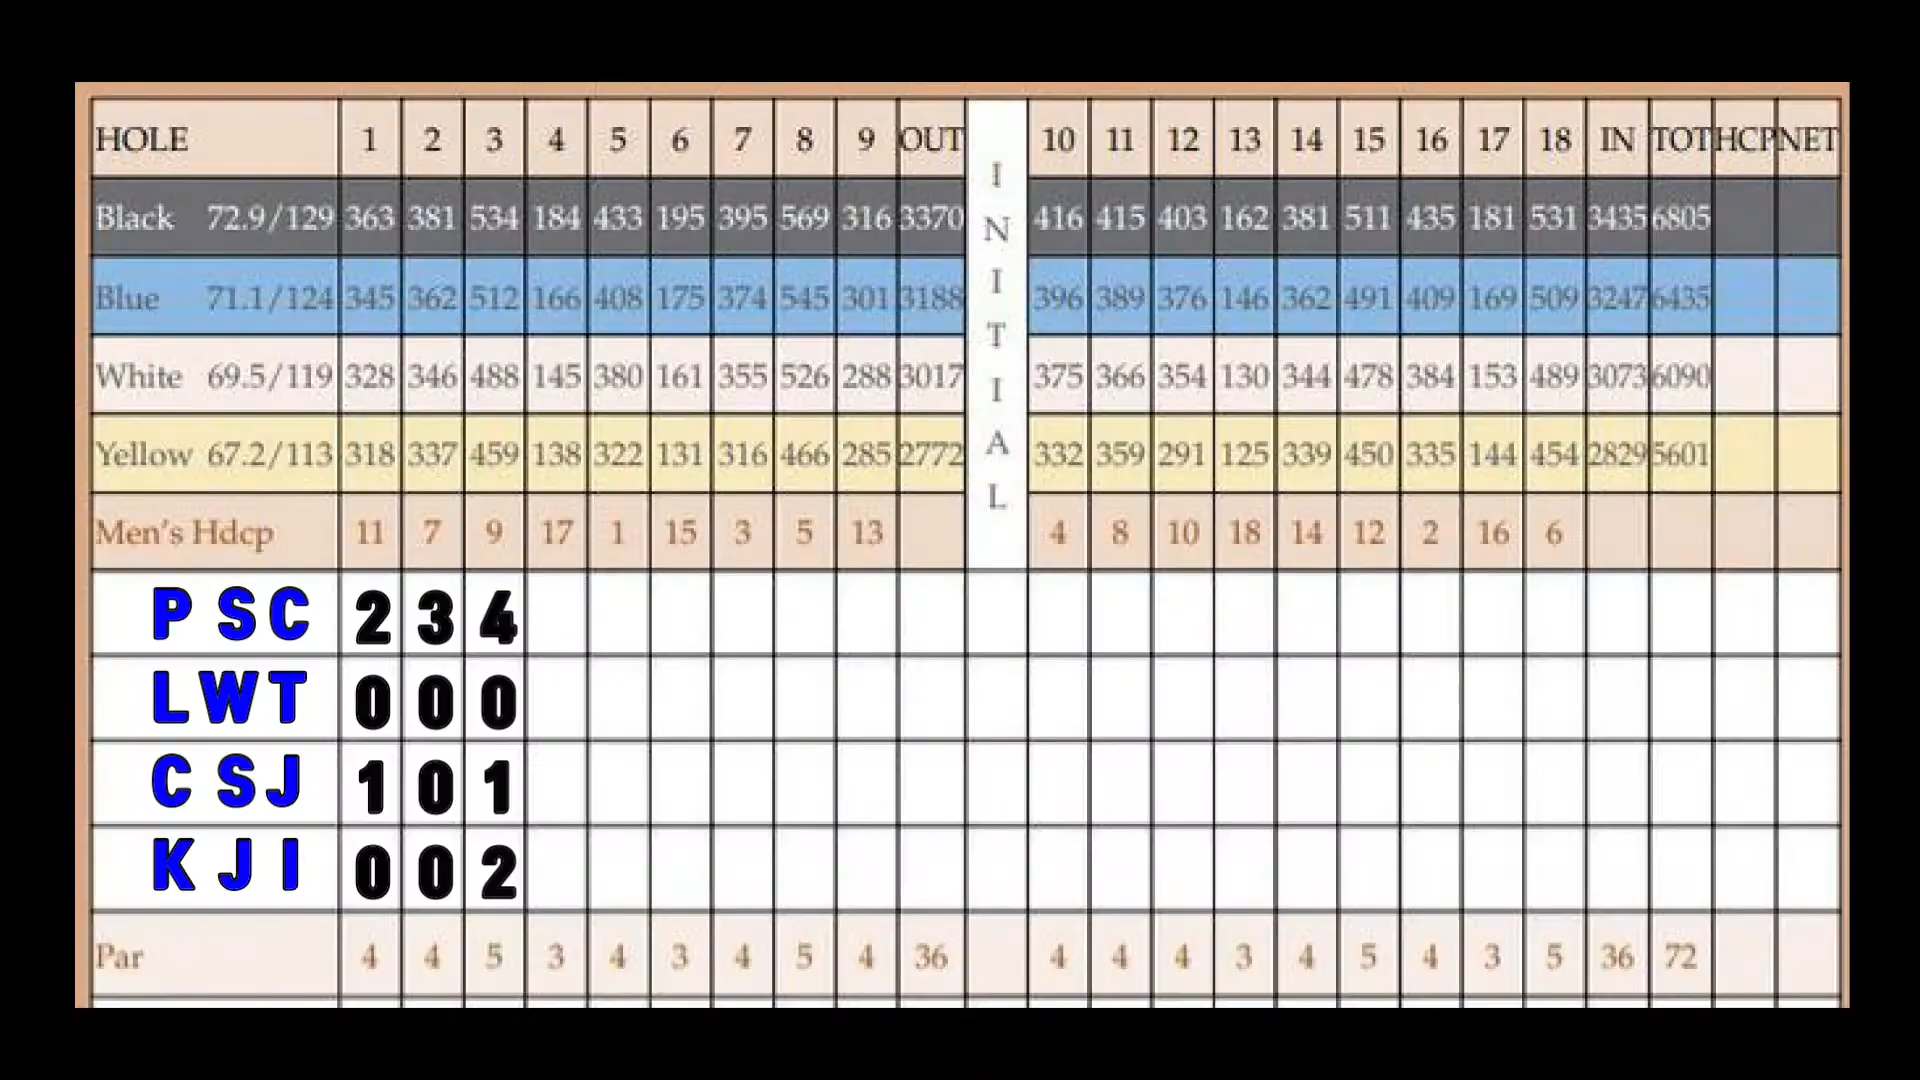 HOLE 1 2 3 4 5 6 7 8 9 OUT INITIAL 10 11 12 13 14 15 16 17 18 IN TOT HCP NET
Black 72.9/129 363 381 534 184 433 195 395 569 316 3370 416 415 403 162 381 511 435 181 531 3435 6805
Blue 71.1/124 345 362 512 166 408 175 374 545 301 3188 396 389 376 146 362 491 409 169 509 3247 6435
White 69.5/119 328 346 488 145 380 161 355 526 288 3017 375 366 354 130 344 478 384 153 489 3073 6090
Yellow 67.2/113 318 337 459 138 322 131 316 466 285 2772 332 359 291 125 339 450 335 144 454 2829 5601
Men's Hdcp 11 7 9 17 1 15 3 5 13 4 8 10 18 14 12 2 16 6
P S C 2 3 4
L W T 0 0 0
C S J 1 0 1
K J I 0 0 2
Par 4 4 5 3 4 3 4 5 4 36 4 4 4 3 4 5 4 3 5 36 72